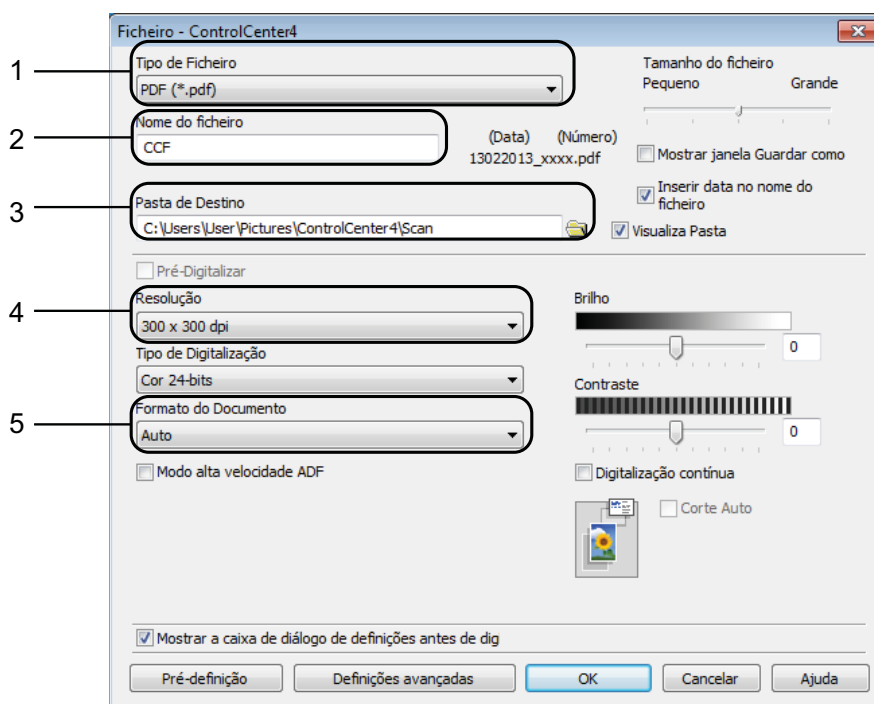 Ficheiro - ControlCenter4
1
Tipo de Ficheiro
PDF (*.pdf)
Tamanho do ficheiro
Pequeno Grande
2
Nome do ficheiro
CCF
(Data) (Número)
13022013_xxxx.pdf
Mostrar janela Guardar como
Inserir data no nome do
ficheiro
3
Pasta de Destino
C:\Users\User\Pictures\ControlCenter4\Scan
Visualiza Pasta
Pré-Digitalizar
4
Resolução
300 x 300 dpi
Brilho
0
Tipo de Digitalização
Cor 24-bits
Contraste
0
5
Formato do Documento
Auto
Modo alta velocidade ADF
Digitalização contínua
Corte Auto
Mostrar a caixa de diálogo de definições antes de dig
Pré-definição Definições avançadas OK Cancelar Ajuda